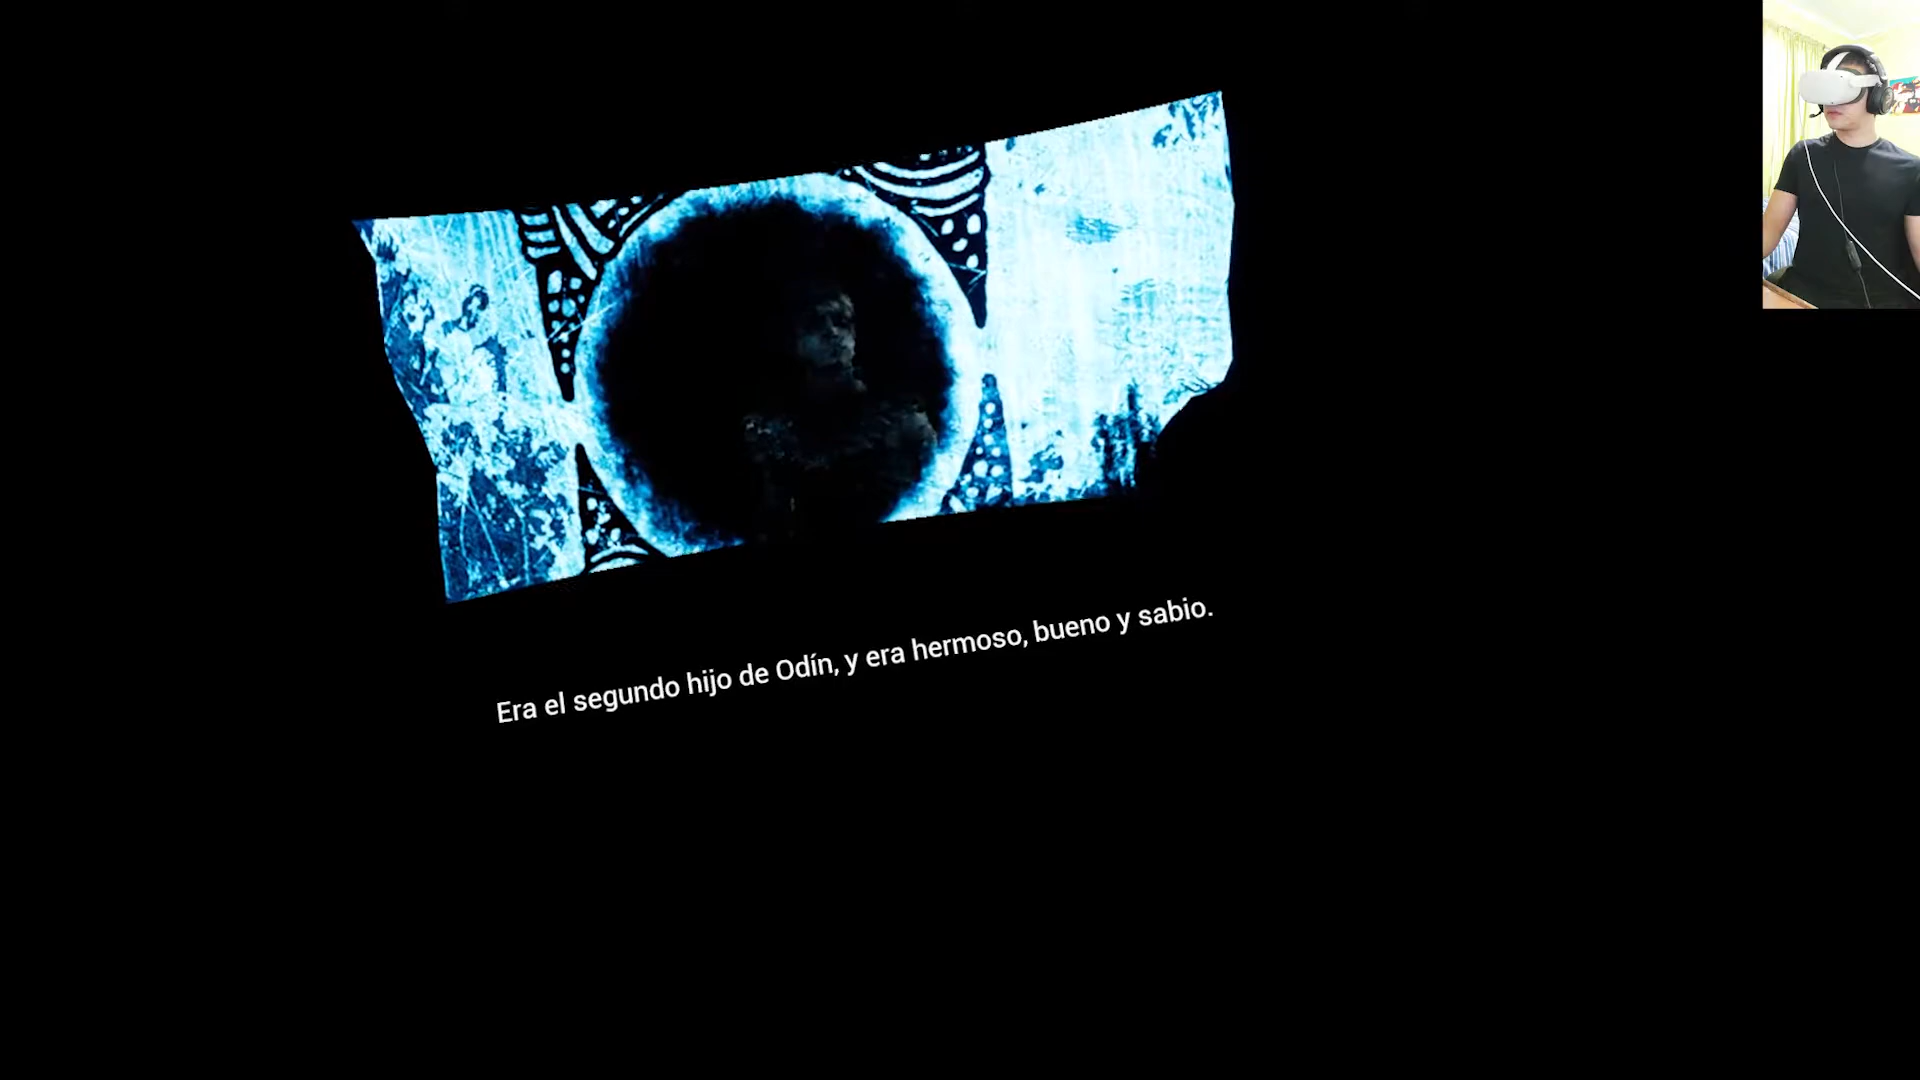 Era el segundo hijo de Odín, y era hermoso, bueno y sabio.